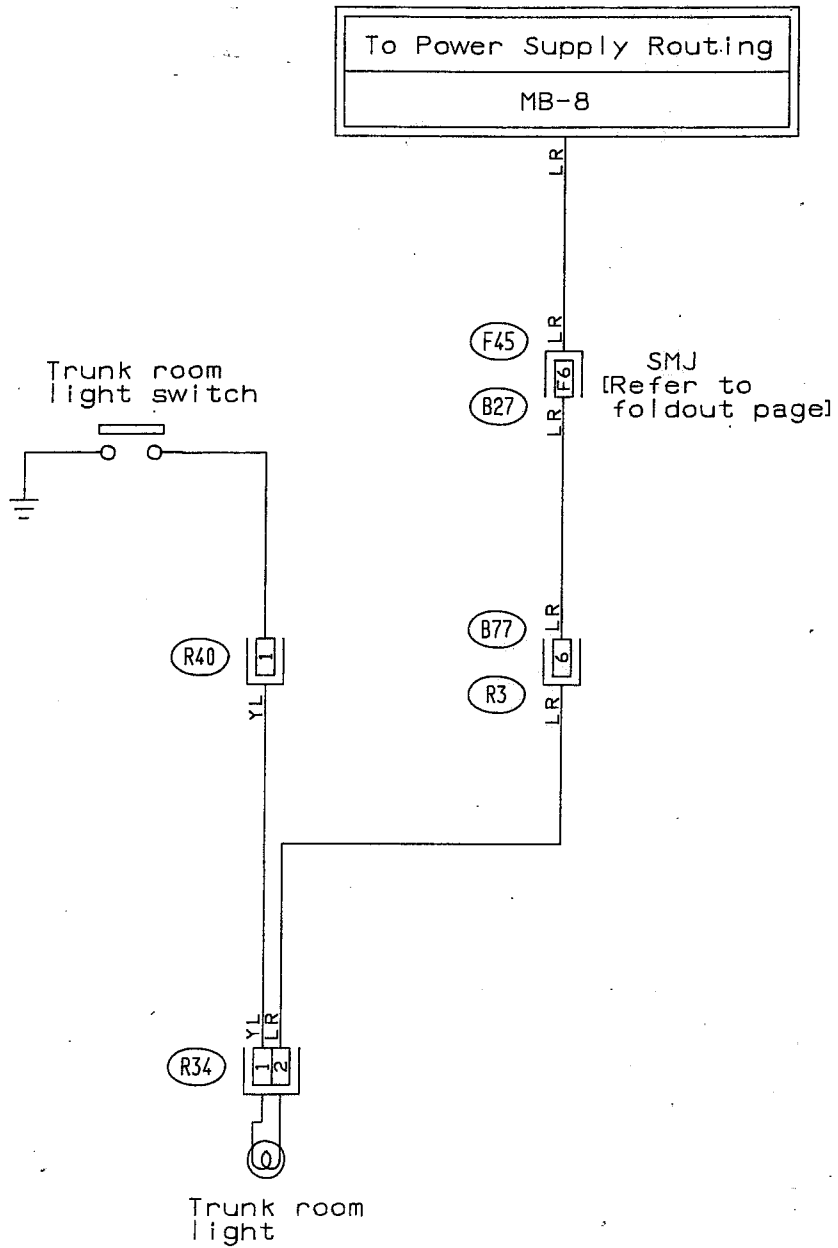 To Power Supply Routing
MB-8
LR
LR
F45
F6
SMJ
[Refer to
foldout page]
B27
LR
Trunk room
light switch
LR
B77
6
R3
LR
R40
1
YL
YL
LR
R34
1
2
Trunk room
light